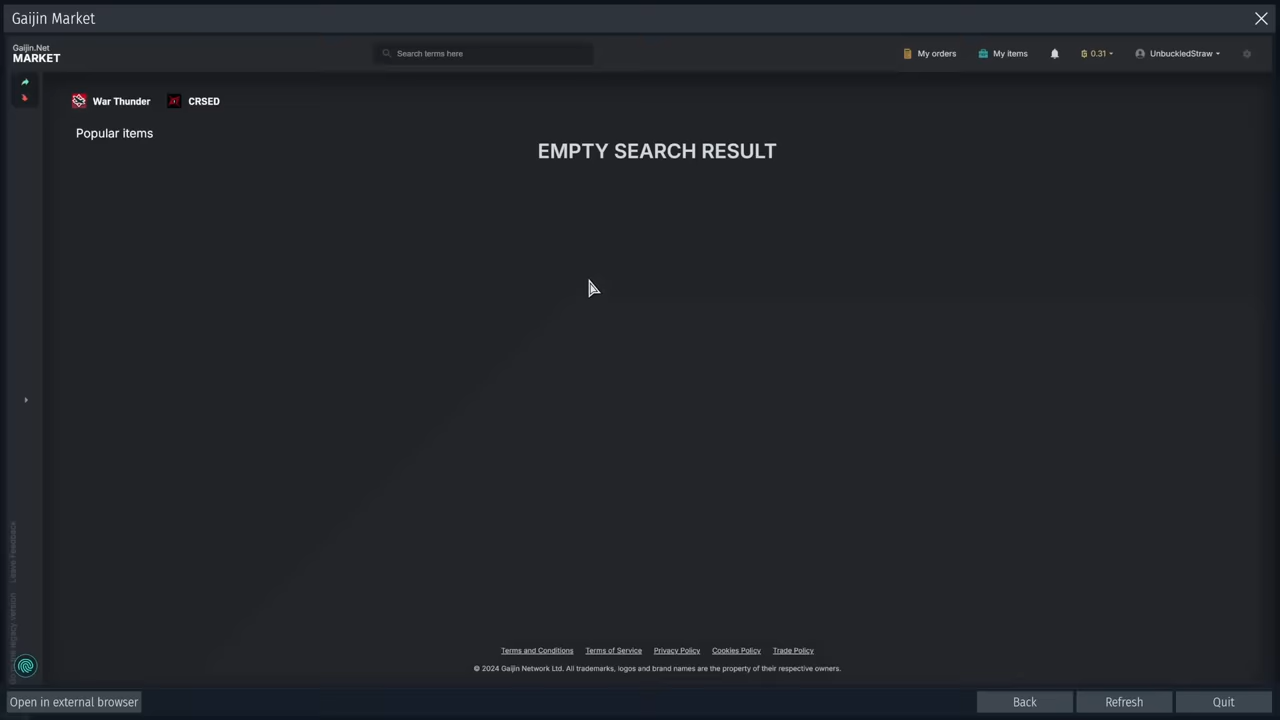 Gaijin Market
Gaijin.Net
MARKET
Search terms here
My orders
My items
0.31
UnbuckledStraw
War Thunder
CRSED
Popular items
EMPTY SEARCH RESULT
Leave Feedback
Terms and Conditions
Terms of Service
Privacy Policy
Cookies Policy
Trade Policy
© 2024 Gaijin Network Ltd. All trademarks, logos and brand names are the property of their respective owners.
Open in external browser
Back
Refresh
Quit